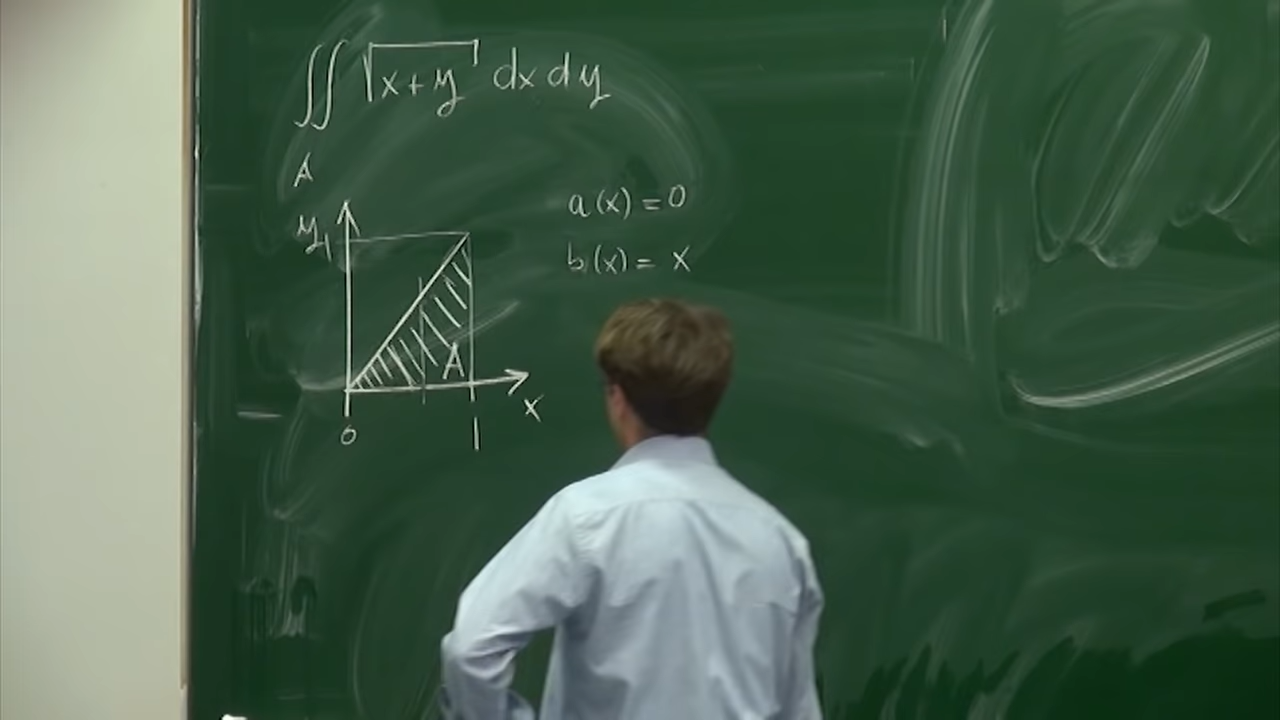 ∬ √(x+y) dx dy
A
a(x) = 0
b(x) = x
y
1
A
x
0
1